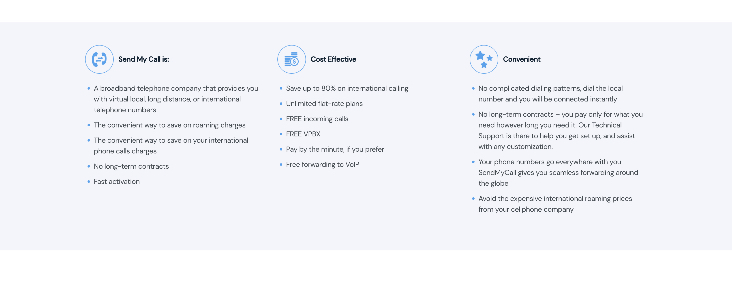 Send My Call is:
A broadband telephone company that provides you
with virtual local, long distance, or international
telephone numbers
The convenient way to save on roaming charges
The convenient way to save on your international
phone calls charges
No long-term contracts
Fast activation
Cost Effective
Save up to 80% on international calling
Unlimited flat-rate plans
FREE incoming calls
FREE VPBX
Pay by the minute, if you prefer
Free forwarding to VoIP
Convenient
No complicated dialing patterns, dial the local
number and you will be connected instantly
No long-term contracts – you pay only for what you
need however long you need it. Our Technical
Support is there to help you get set up, and assist
with any customization.
Your phone numbers go everywhere with you
SendMyCall gives you seamless forwarding around
the globe
Avoid the expensive international roaming prices
from your cell phone company